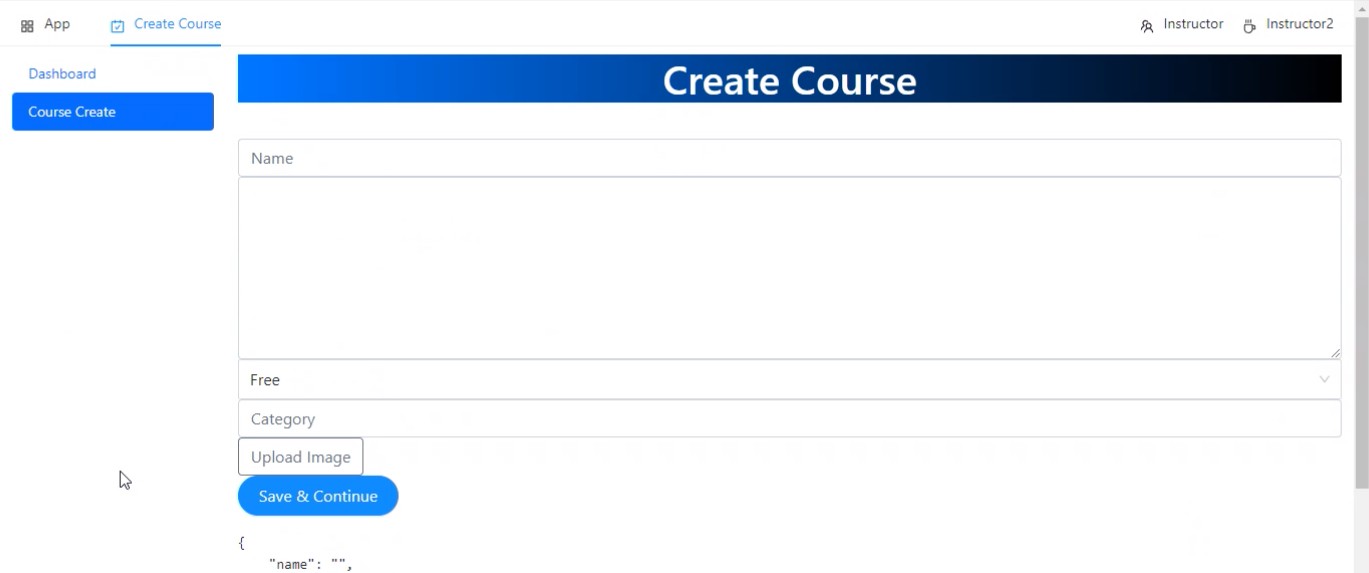 App Create Course Instructor Instructor2
Dashboard
Course Create
Create Course
Name
Free
Category
Upload Image
Save & Continue
{
"name": "",